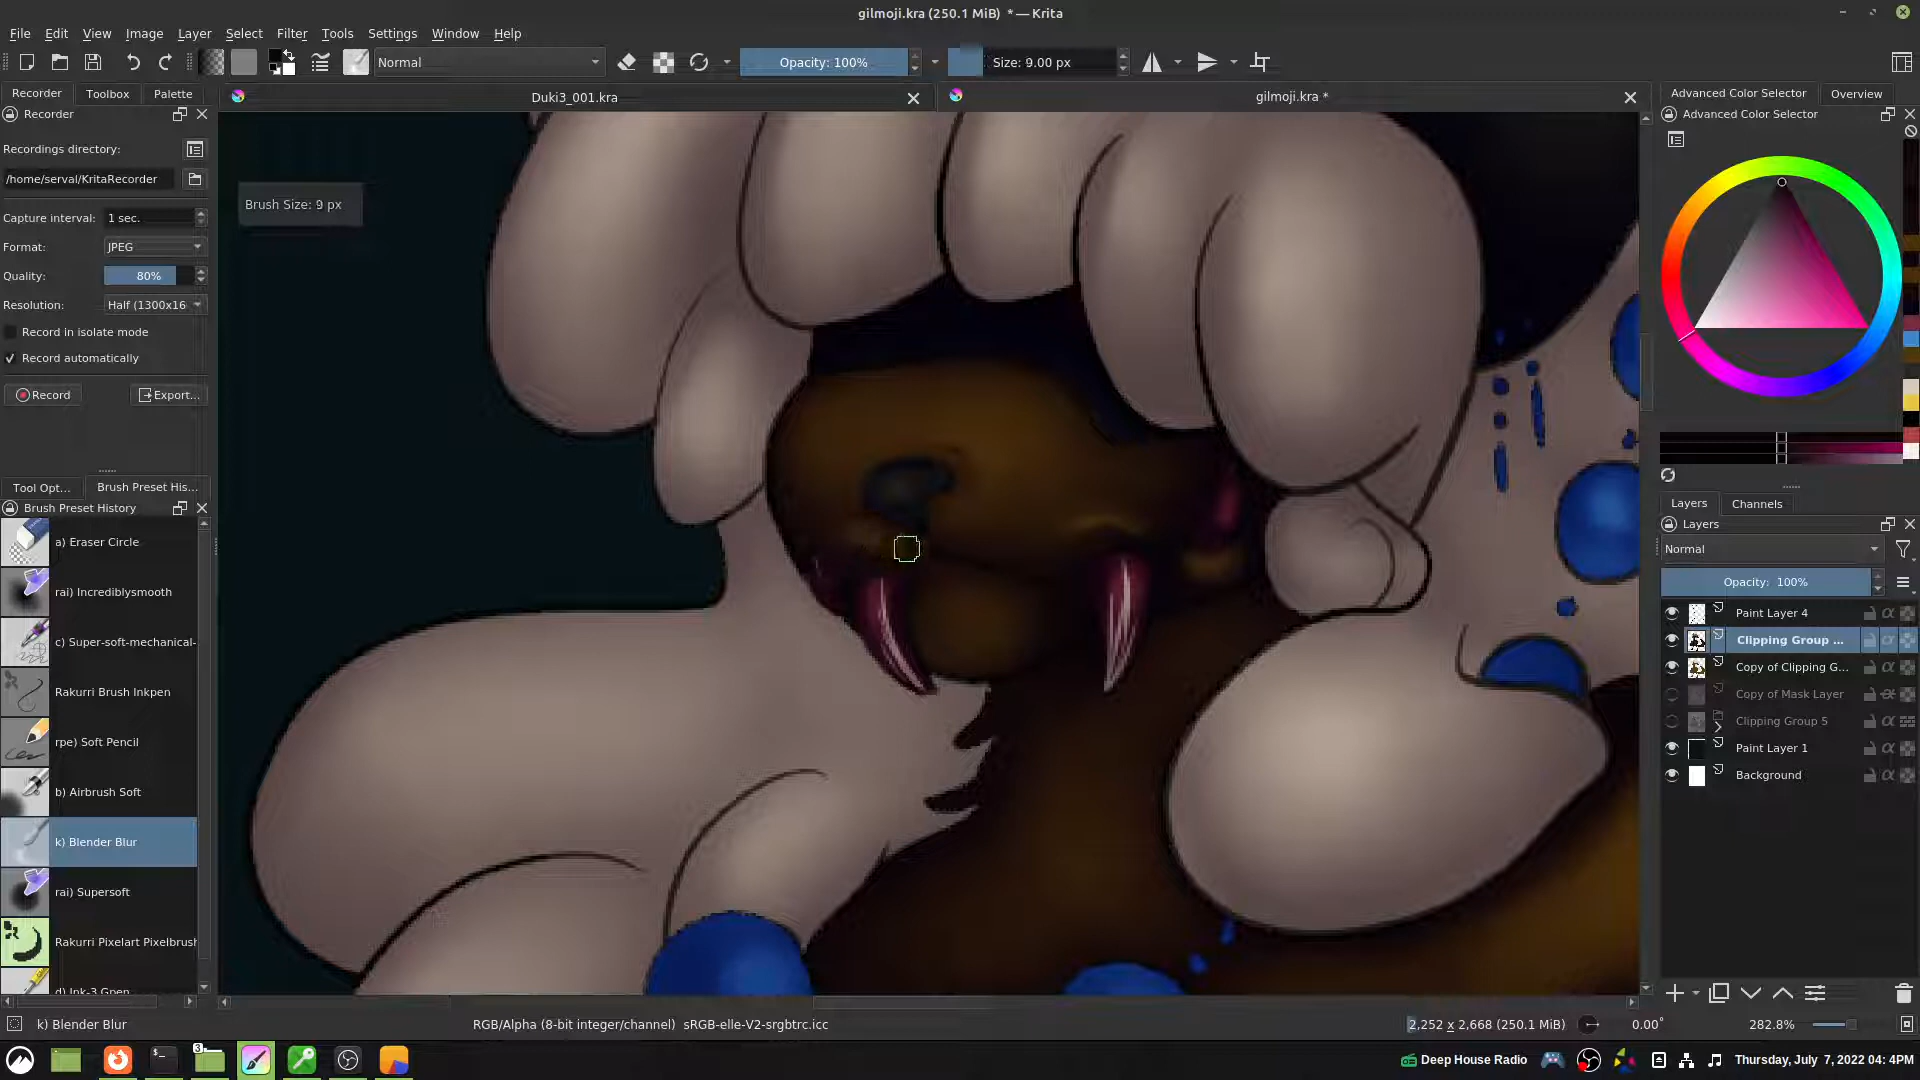 gilmoji.kra (250.1 MiB) * — Krita
File Edit View Image Layer Select Filter Tools Settings Window Help
Normal
Opacity: 100%
Size: 9.00 px
Recorder Toolbox Palette
Duki3_001.kra
gilmoji.kra *
Advanced Color Selector Overview
Recorder
Advanced Color Selector
Recordings directory:
/home/serval/KritaRecorder
Capture interval: 1 sec.
Format: JPEG
Quality: 80%
Resolution: Half (1300x16
Record in isolate mode
Record automatically
Record Export...
Brush Size: 9 px
Tool Opt... Brush Preset His...
Brush Preset History
a) Eraser Circle
rai) Incrediblysmooth
c) Super-soft-mechanical-
Rakurri Brush Inkpen
rpe) Soft Pencil
b) Airbrush Soft
k) Blender Blur
rai) Supersoft
Rakurri Pixelart Pixelbrush
d) Ink-3 Gpen
Layers Channels
Layers
Normal
Opacity: 100%
Paint Layer 4
Clipping Group ...
Copy of Clipping G...
Copy of Mask Layer
Clipping Group 5
Paint Layer 1
Background
k) Blender Blur
RGB/Alpha (8-bit integer/channel) sRGB-elle-V2-srgbtrc.icc
2,252 x 2,668 (250.1 MiB)
0.00°
282.8%
3
Deep House Radio
Thursday, July 7, 2022 04: 4PM